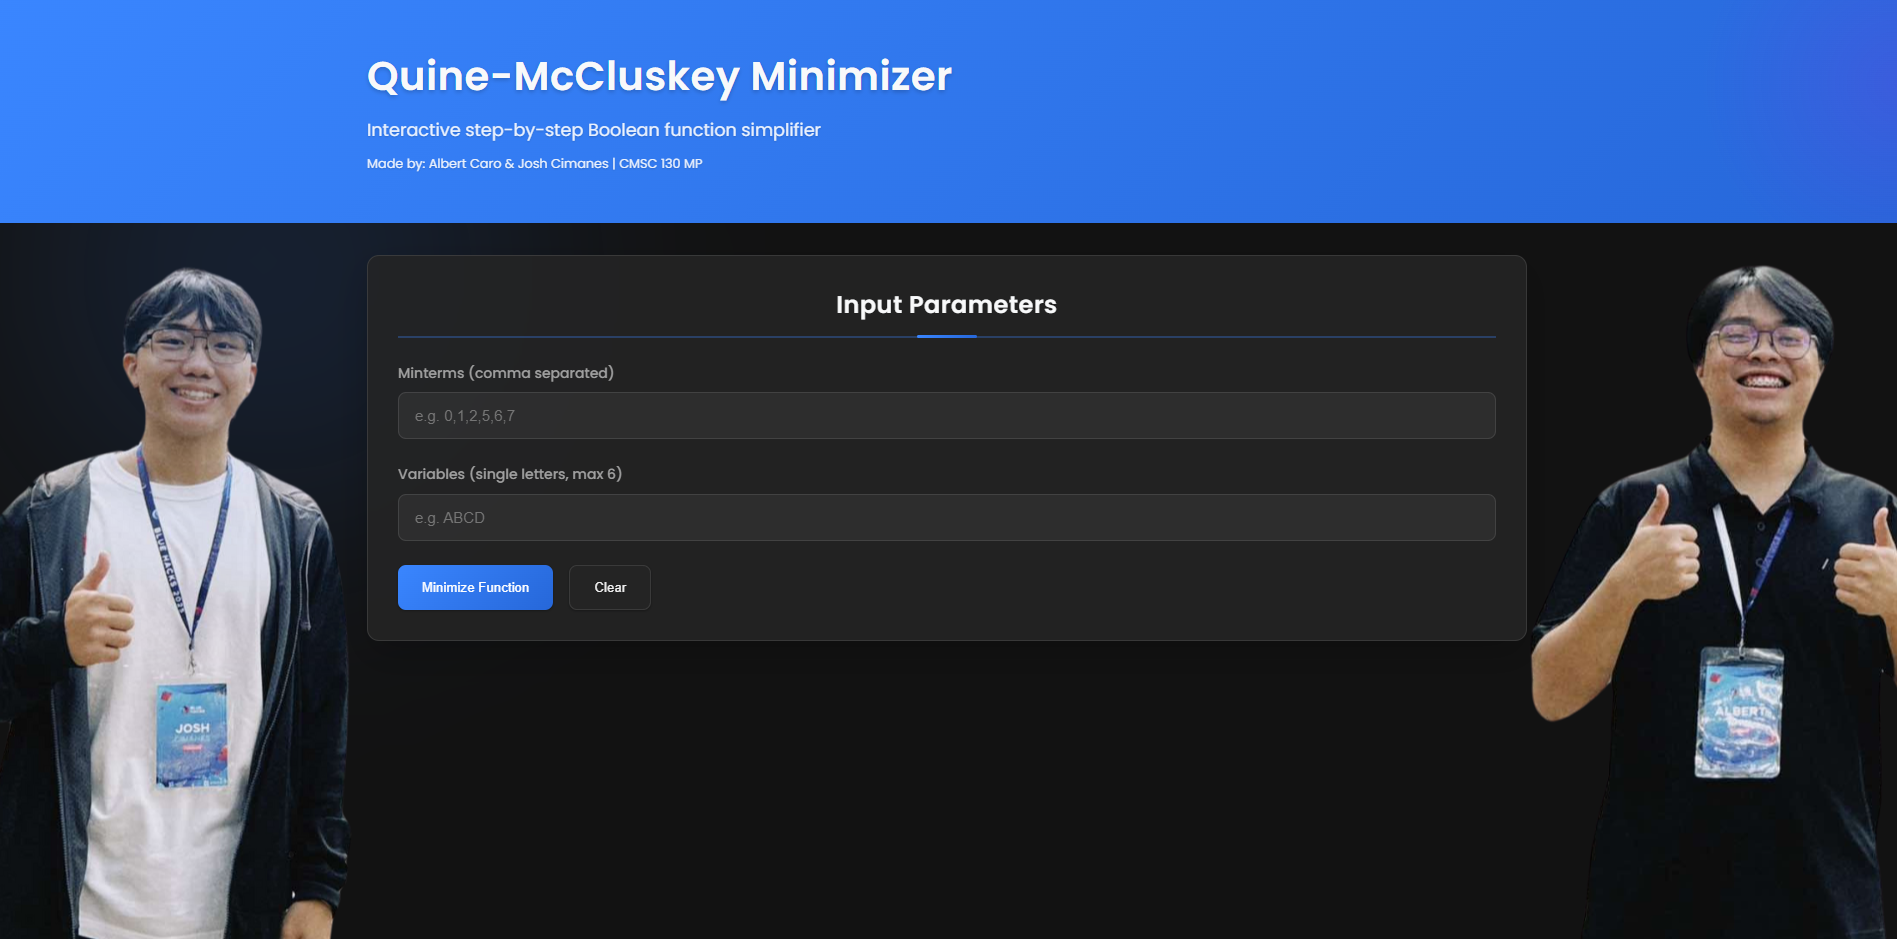 Quine-McCluskey Minimizer
Interactive step-by-step Boolean function simplifier
Made by: Albert Caro & Josh Cimanes | CMSC 130 MP
Input Parameters
Minterms (comma separated)
e.g. 0,1,2,5,6,7
Variables (single letters, max 6)
e.g. ABCD
Minimize Function
Clear
BLUE HACKS 2023
JOSH
CIMANES
ALBERT